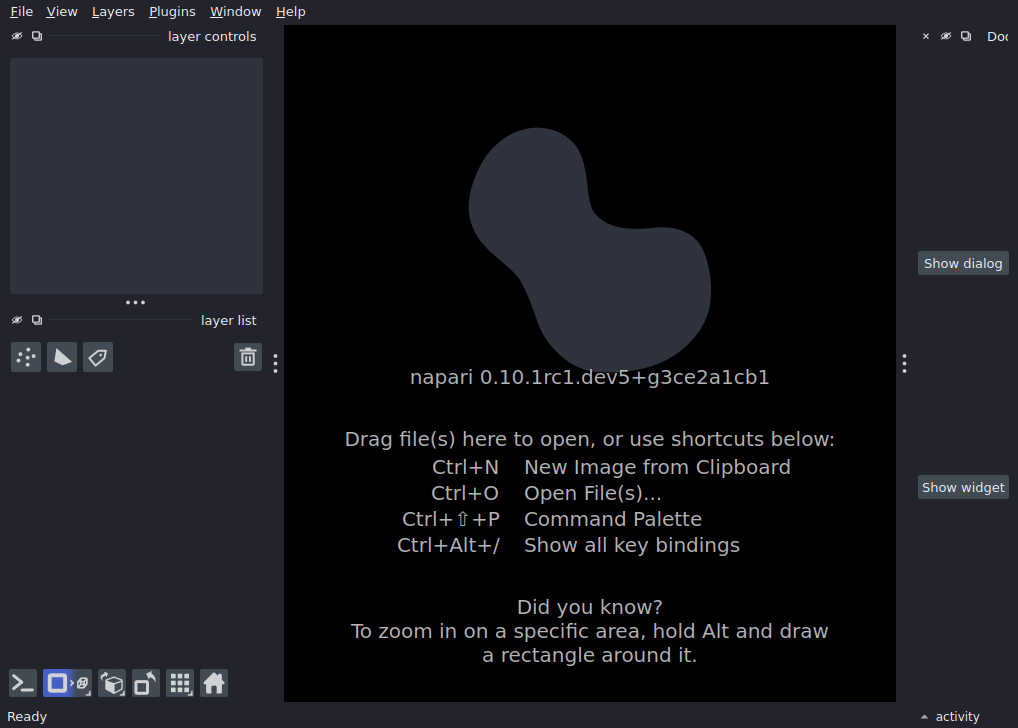 File View Layers Plugins Window Help
layer controls
Show dialog
layer list
napari 0.10.1rc1.dev5+g3ce2a1cb1
Drag file(s) here to open, or use shortcuts below:
Ctrl+N New Image from Clipboard
Ctrl+O Open File(s)...
Ctrl+⇧+P Command Palette
Ctrl+Alt+/ Show all key bindings
Show widget
Did you know?
To zoom in on a specific area, hold Alt and draw
a rectangle around it.
Ready
activity